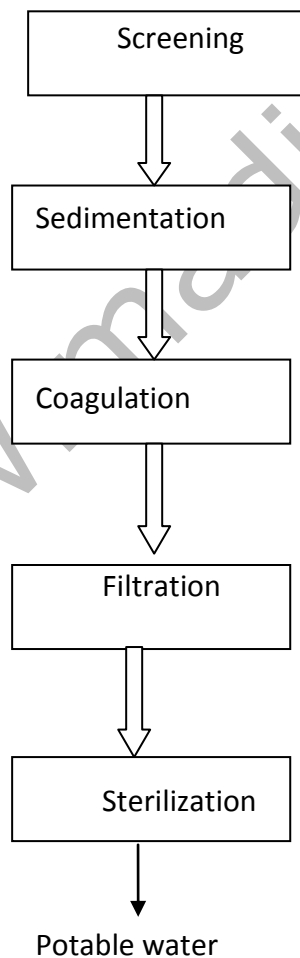 Screening
Sedimentation
Coagulation
Filtration
Sterilization
Potable water